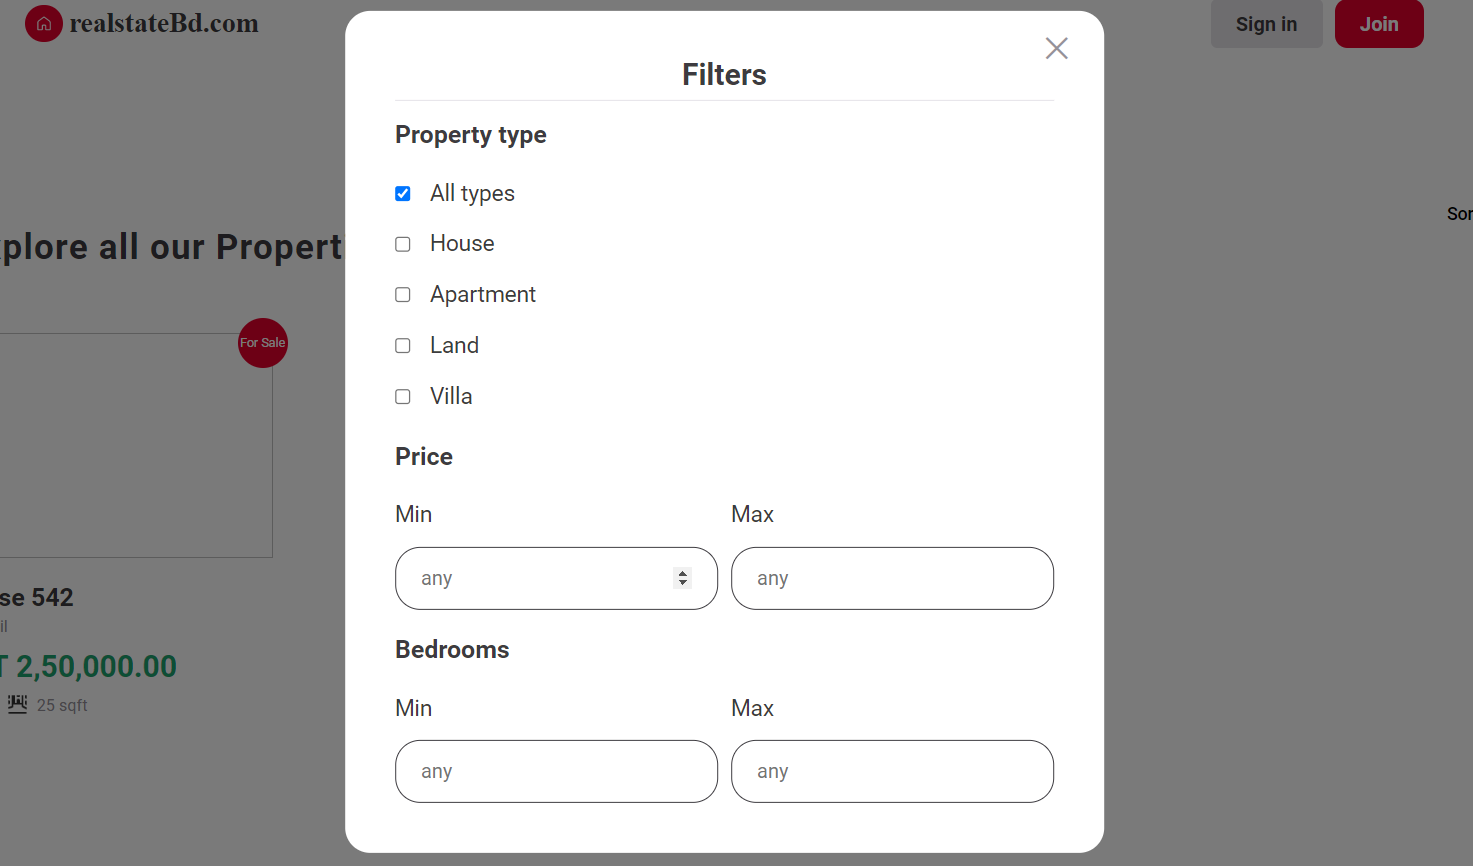 realstateBd.com
Sign in
Join
Filters
Property type
All types
House
Apartment
Land
Villa
Price
Min
Max
any
any
Bedrooms
Min
Max
any
any
plore all our Propert
Sor
For Sale
se 542
il
T 2,50,000.00
25 sqft